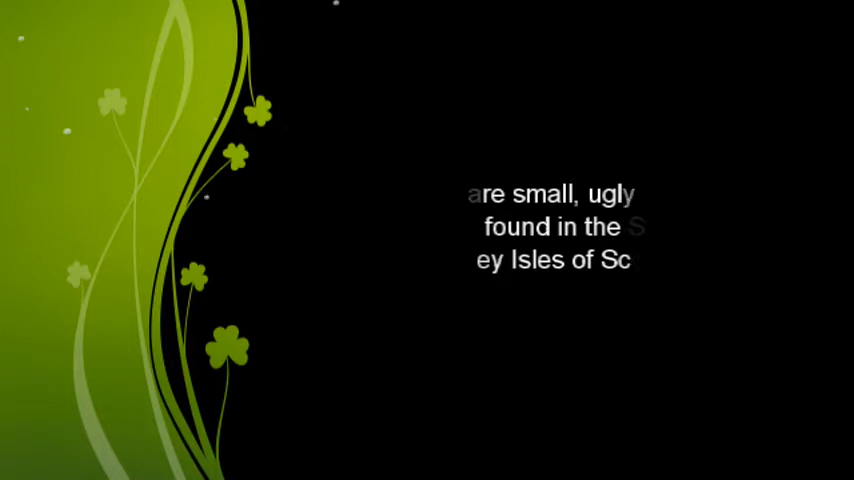 are small, ugly
found in the
ey Isles of Sc